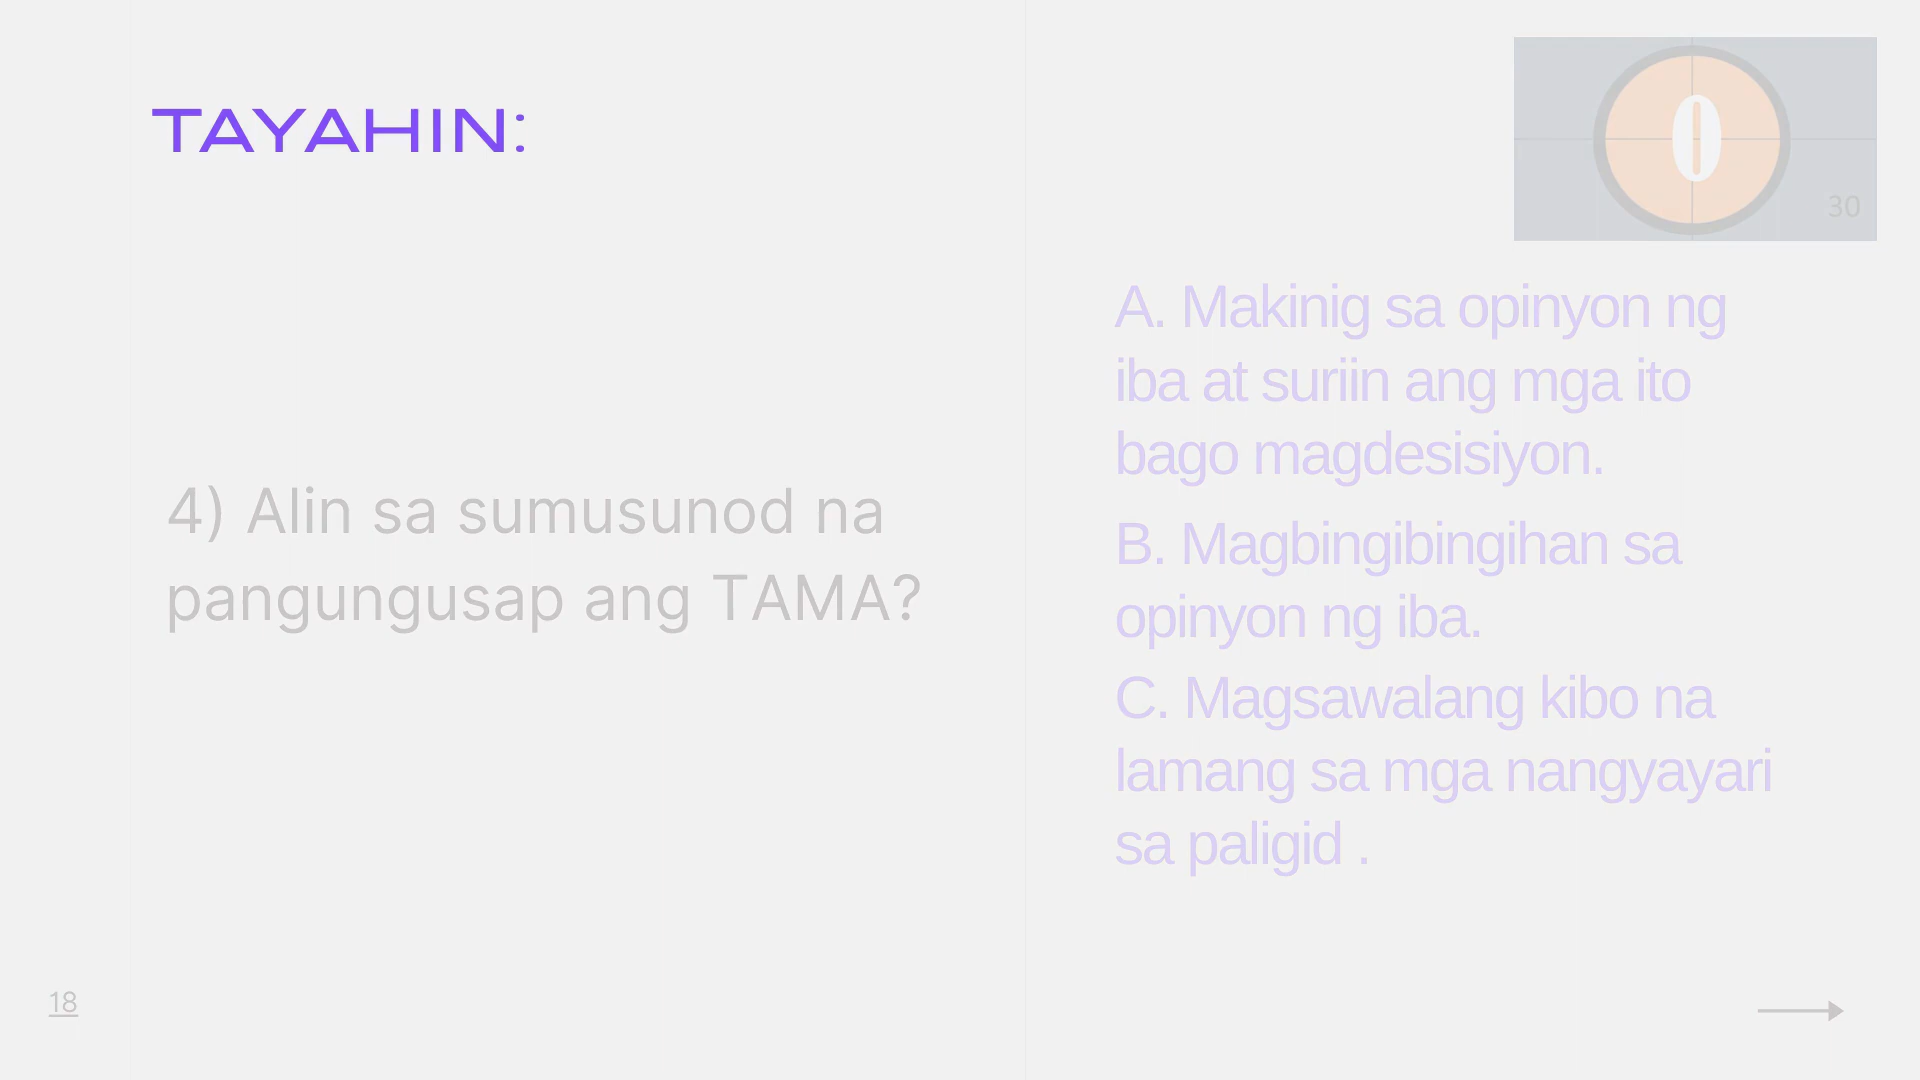 TAYAHIN:
0
30
4) Alin sa sumusunod na
pangungusap ang TAMA?
A. Makinig sa opinyon ng
iba at suriin ang mga ito
bago magdesisiyon.
B. Magbingibingihan sa
opinyon ng iba.
C. Magsawalang kibo na
lamang sa mga nangyayari
sa paligid .
18